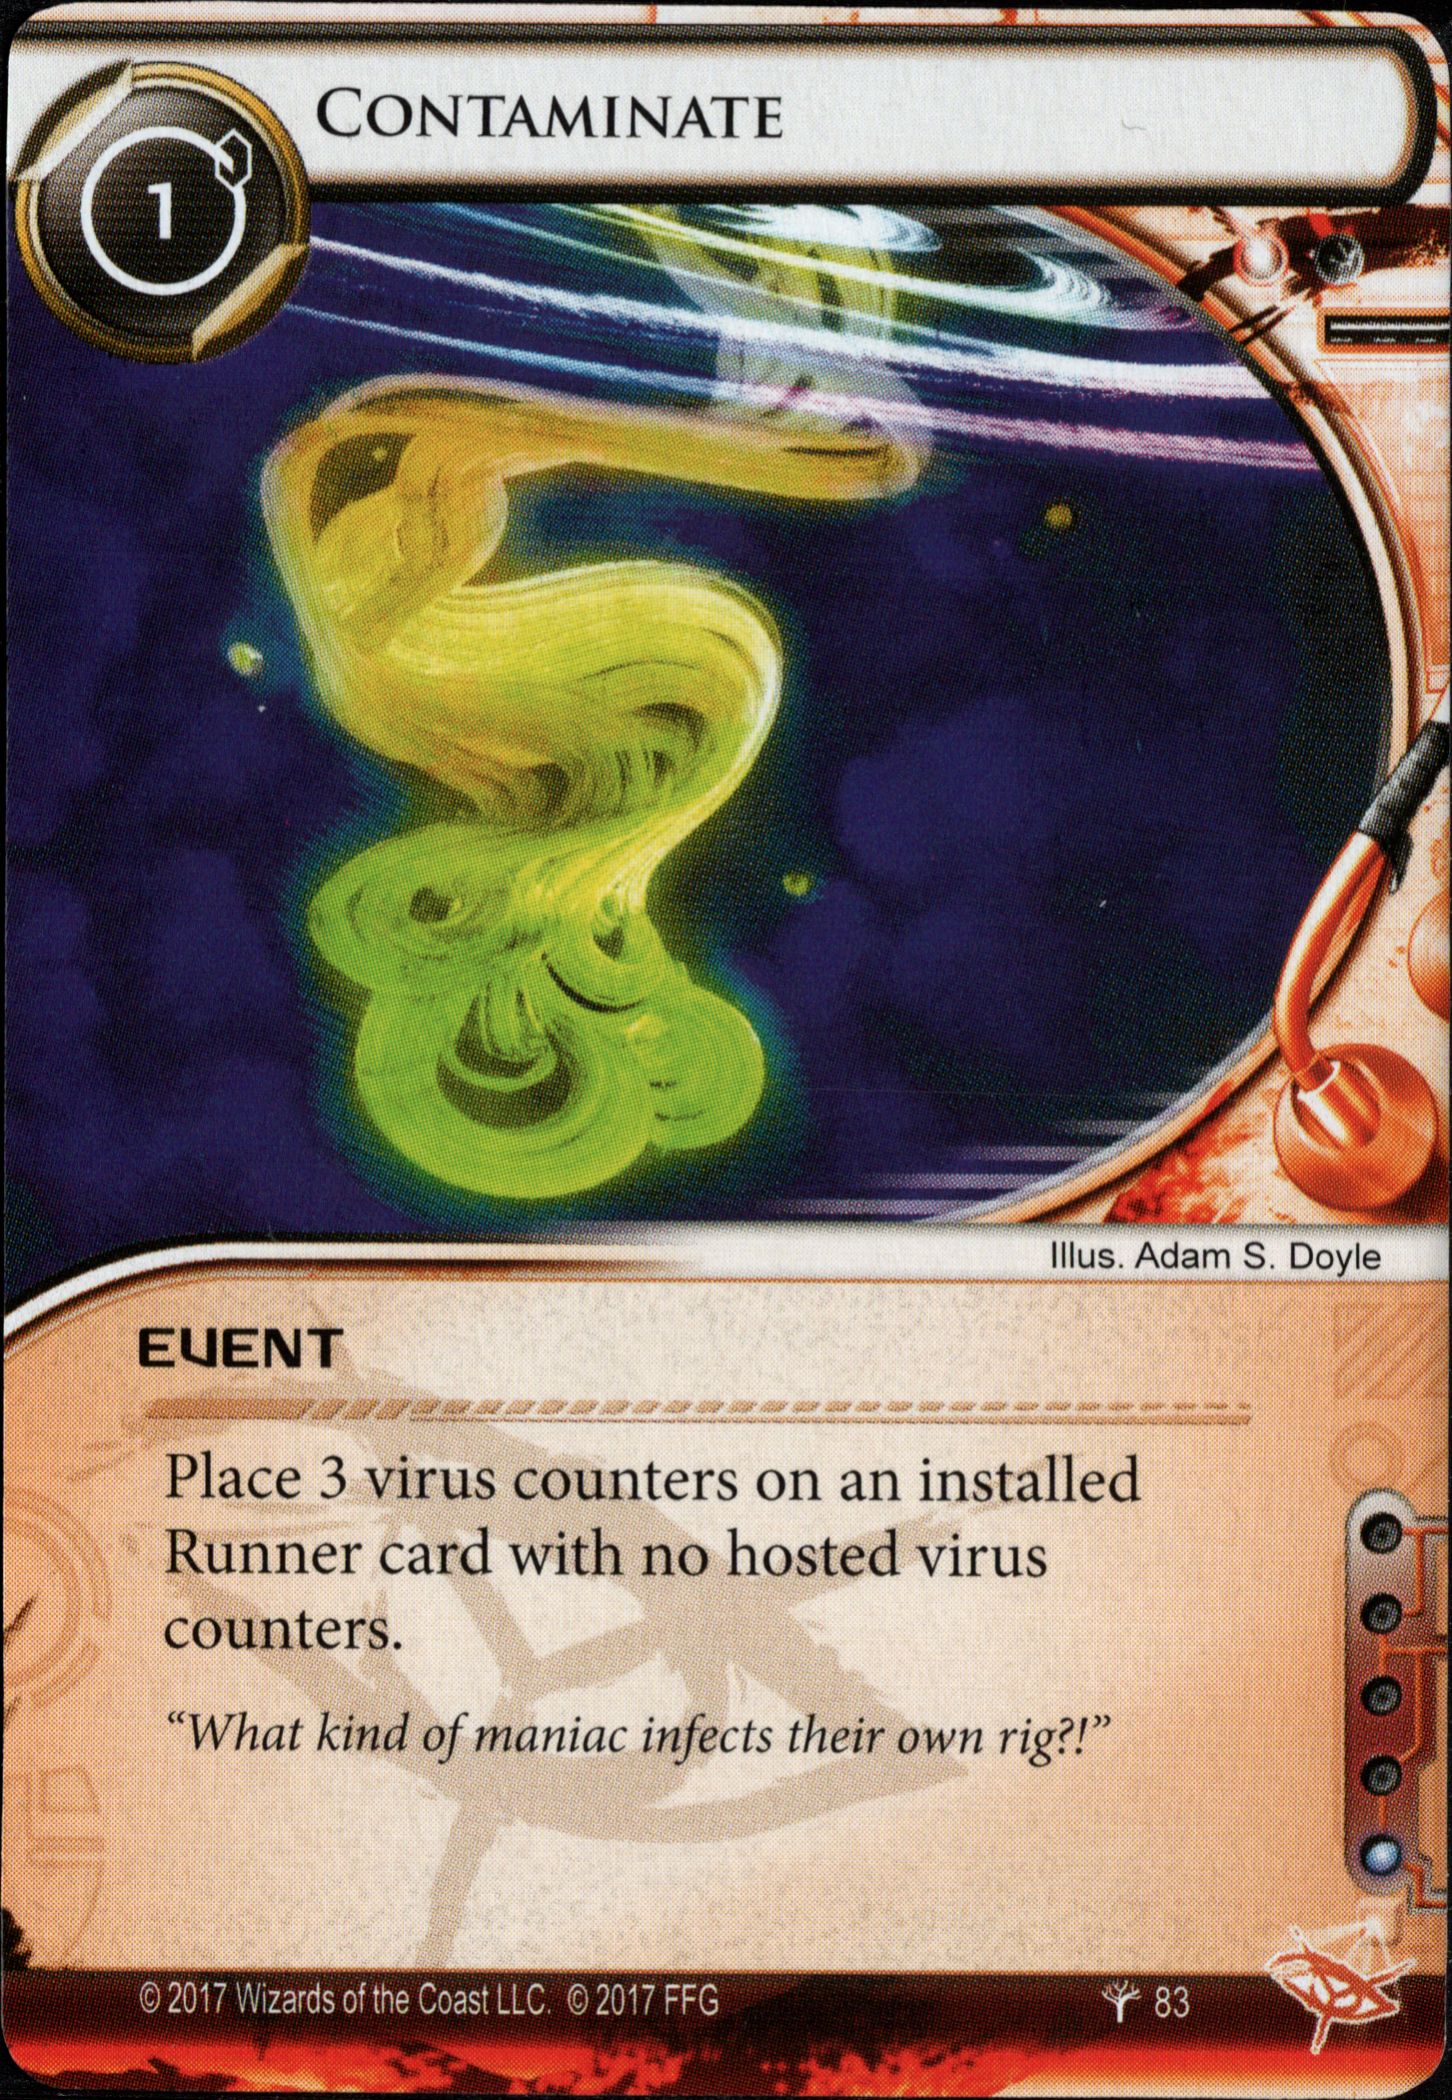 1
CONTAMINATE
Illus. Adam S. Doyle
EVENT
Place 3 virus counters on an installed
Runner card with no hosted virus
counters.
“What kind of maniac infects their own rig?!”
© 2017 Wizards of the Coast LLC. © 2017 FFG
83